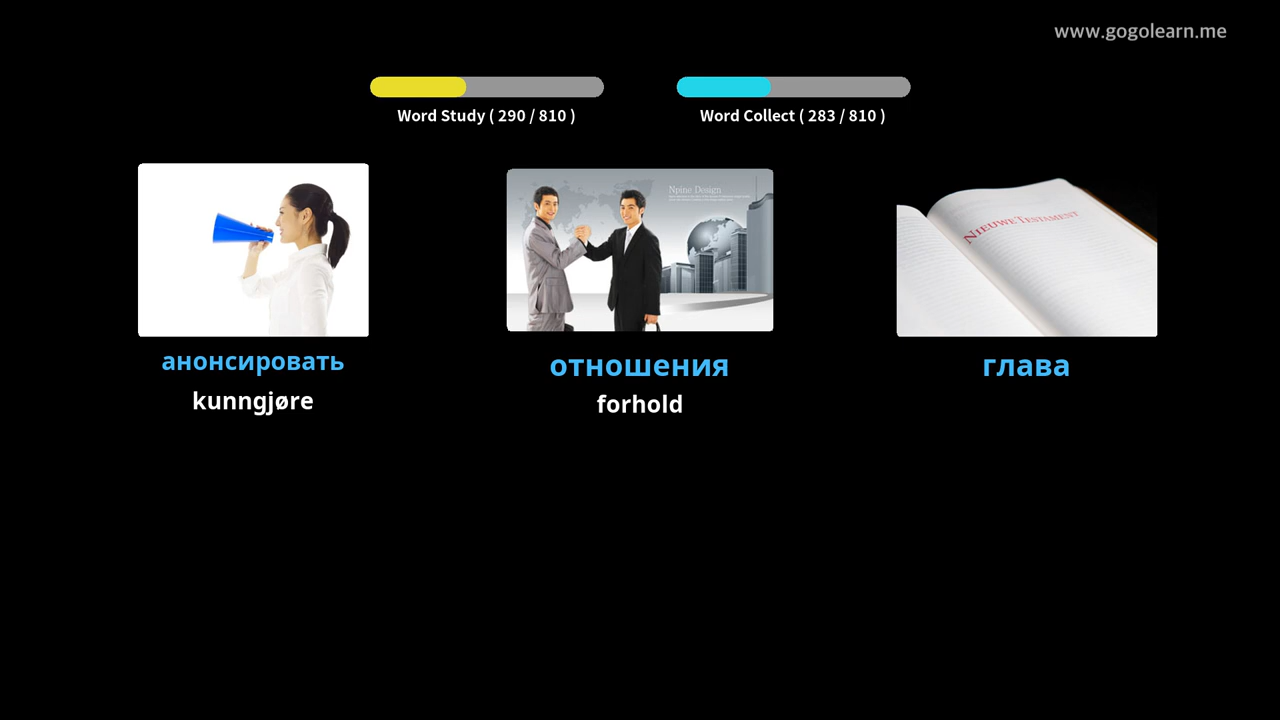 www.gogolearn.me
Word Study ( 290 / 810 )
Word Collect ( 283 / 810 )
Npine Design
NIEUWE TESTAMENT
анонсировать
отношения
глава
kunngjøre
forhold